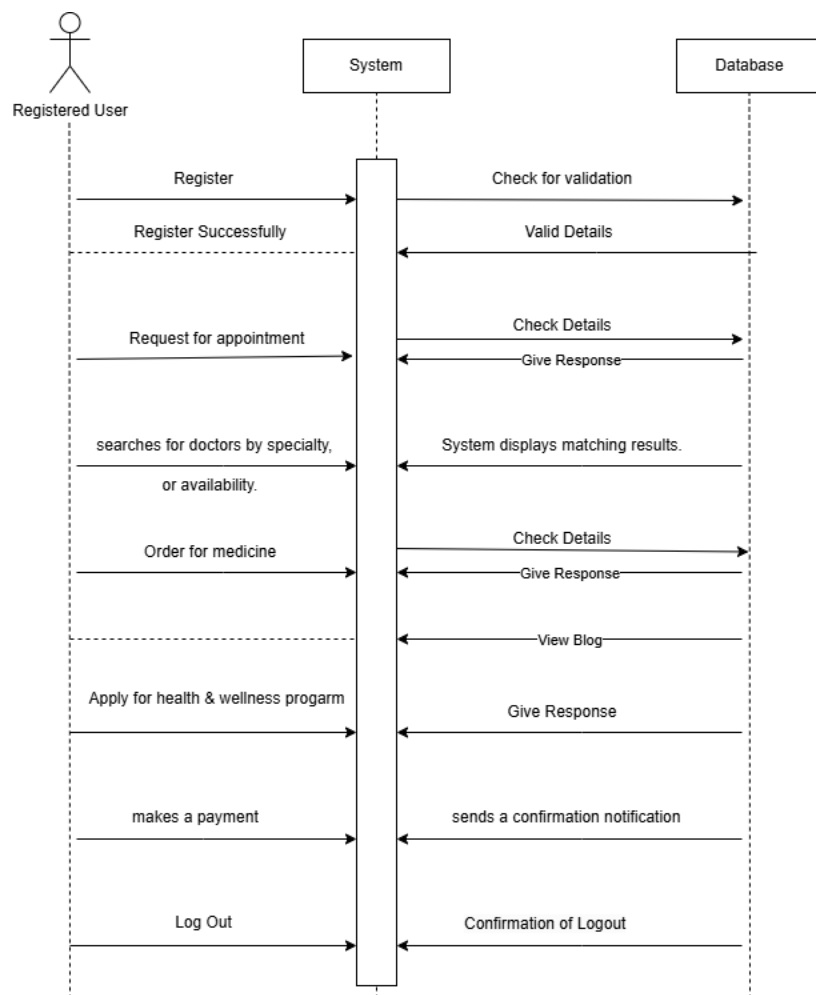 System
Database
Registered User
Register
Check for validation
Register Successfully
Valid Details
Request for appointment
Check Details
Give Response
searches for doctors by specialty,
or availability.
System displays matching results.
Order for medicine
Check Details
Give Response
View Blog
Apply for health & wellness progarm
Give Response
makes a payment
sends a confirmation notification
Log Out
Confirmation of Logout